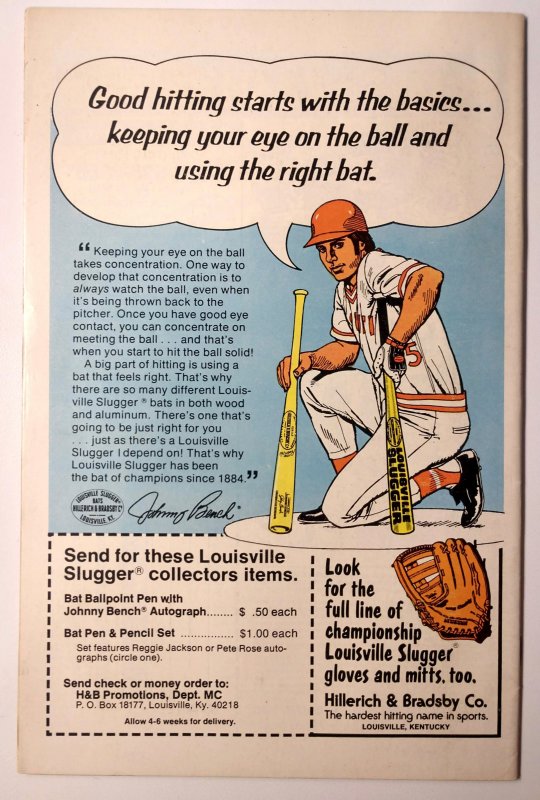 Good hitting starts with the basics...
keeping your eye on the ball and
using the right bat.
“Keeping your eye on the ball
takes concentration. One way to
develop that concentration is to
always watch the ball, even when
it's being thrown back to the
pitcher. Once you have good eye
contact, you can concentrate on
meeting the ball . . . and that's
when you start to hit the ball solid!
A big part of hitting is using a
bat that feels right. That's why
there are so many different Louis-
ville Slugger® bats in both wood
and aluminum. There's one that's
going to be just right for you
. . . just as there's a Louisville
Slugger I depend on! That's why
Louisville Slugger has been
the bat of champions since 1884.”
LOUISVILLE SLUGGER
BATS
HILLERICH & BRADSBY Co
LOUISVILLE, KY.
Johnny Bench®
5
LOUISVILLE
SLUGGER
Send for these Louisville
Slugger® collectors items.
Bat Ballpoint Pen with
Johnny Bench® Autograph........ $ .50 each
Bat Pen & Pencil Set ................ $1.00 each
Set features Reggie Jackson or Pete Rose auto-
graphs (circle one).
Send check or money order to:
H&B Promotions, Dept. MC
P. O. Box 18177, Louisville, Ky. 40218
Allow 4-6 weeks for delivery.
Look
for the
full line of
championship
Louisville Slugger®
gloves and mitts, too.
Hillerich & Bradsby Co.
The hardest hitting name in sports.
LOUISVILLE, KENTUCKY